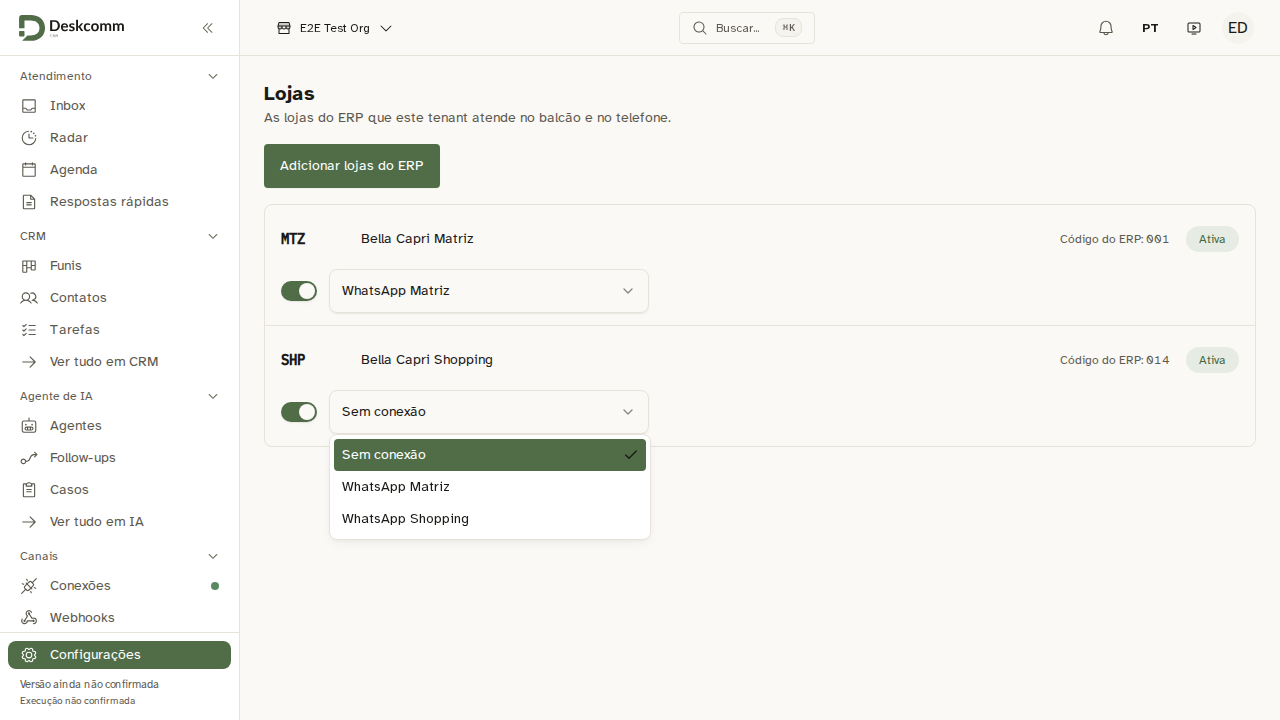 Deskcomm
E2E Test Org
Buscar...
⌘K
PT
ED
Atendimento
Inbox
Radar
Agenda
Respostas rápidas
CRM
Funis
Contatos
Tarefas
Ver tudo em CRM
Agente de IA
Agentes
Follow-ups
Casos
Ver tudo em IA
Canais
Conexões
Webhooks
Configurações
Versão ainda não confirmada
Execução não confirmada
Lojas
As lojas do ERP que este tenant atende no balcão e no telefone.
Adicionar lojas do ERP
MTZ Bella Capri Matriz Código do ERP: 001 Ativa
WhatsApp Matriz
SHP Bella Capri Shopping Código do ERP: 014 Ativa
Sem conexão
Sem conexão
WhatsApp Matriz
WhatsApp Shopping